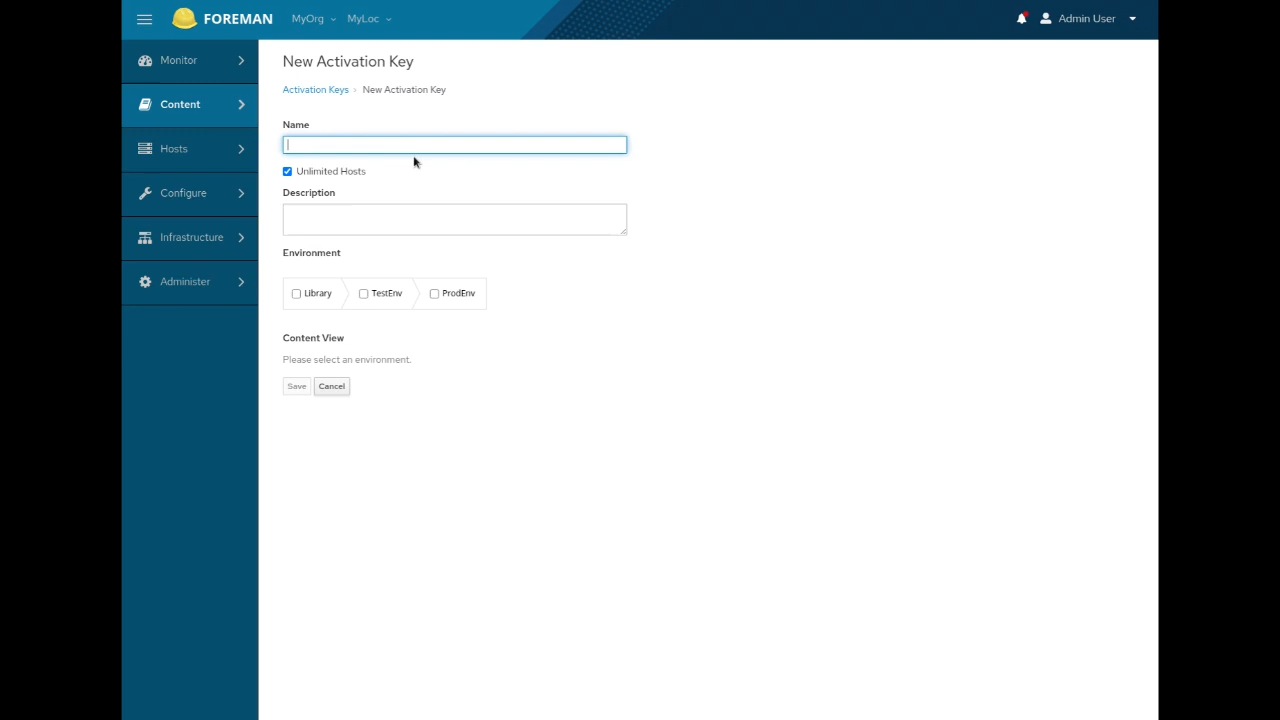 FOREMAN MyOrg MyLoc Admin User
Monitor
Content
Hosts
Configure
Infrastructure
Administer
New Activation Key
Activation Keys › New Activation Key
Name
Unlimited Hosts
Description
Environment
Library TestEnv ProdEnv
Content View
Please select an environment.
Save Cancel